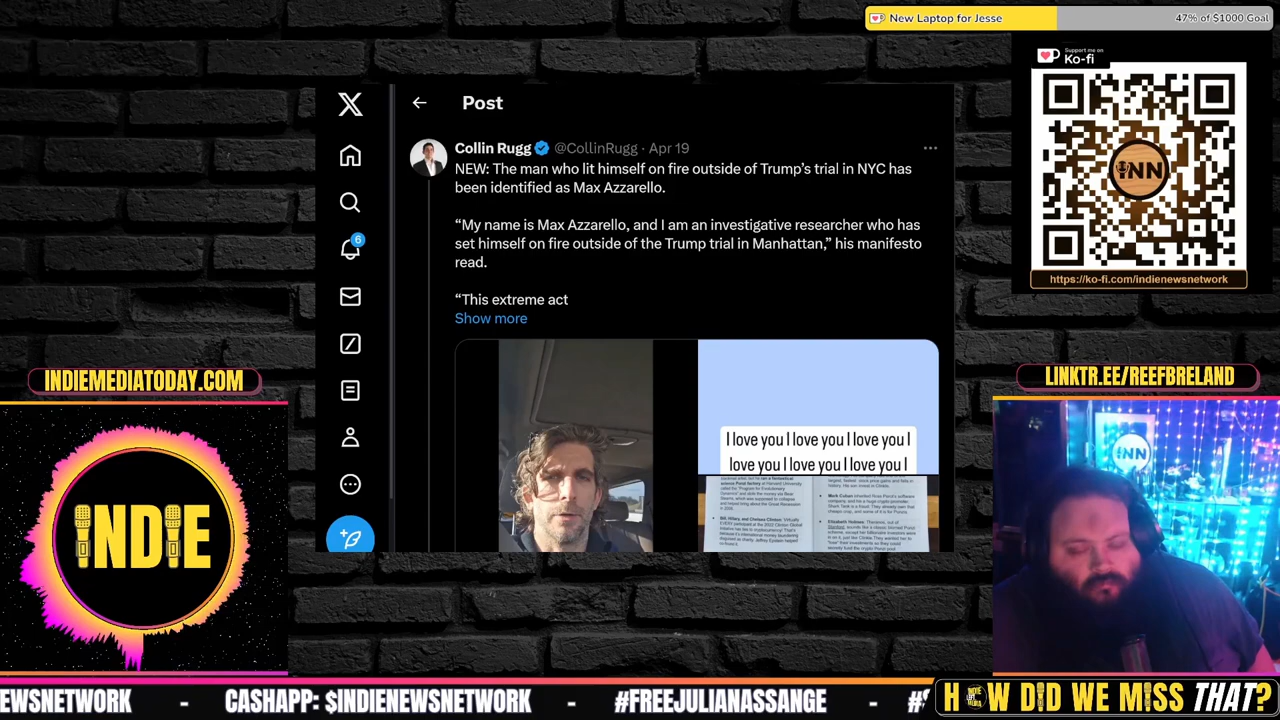 New Laptop for Jesse
47% of $1000 Goal
Support me on
Ko-fi
iNN
https://ko-fi.com/indienewsnetwork
Post
Collin Rugg @CollinRugg · Apr 19
NEW: The man who lit himself on fire outside of Trump’s trial in NYC has
been identified as Max Azzarello.
“My name is Max Azzarello, and I am an investigative researcher who has
set himself on fire outside of the Trump trial in Manhattan,” his manifesto
read.
“This extreme act
Show more
6
I love you I love you I love you I
love you I love you I love you I
INDIEMEDIATODAY.COM
INDIE
LINKTR.EE/REEFBRELAND
iNN
EWSNETWORK - CASHAPP: $INDIENEWSNETWORK - #FREEJULIANASSANGE -
HOW DID WE MISS THAT?